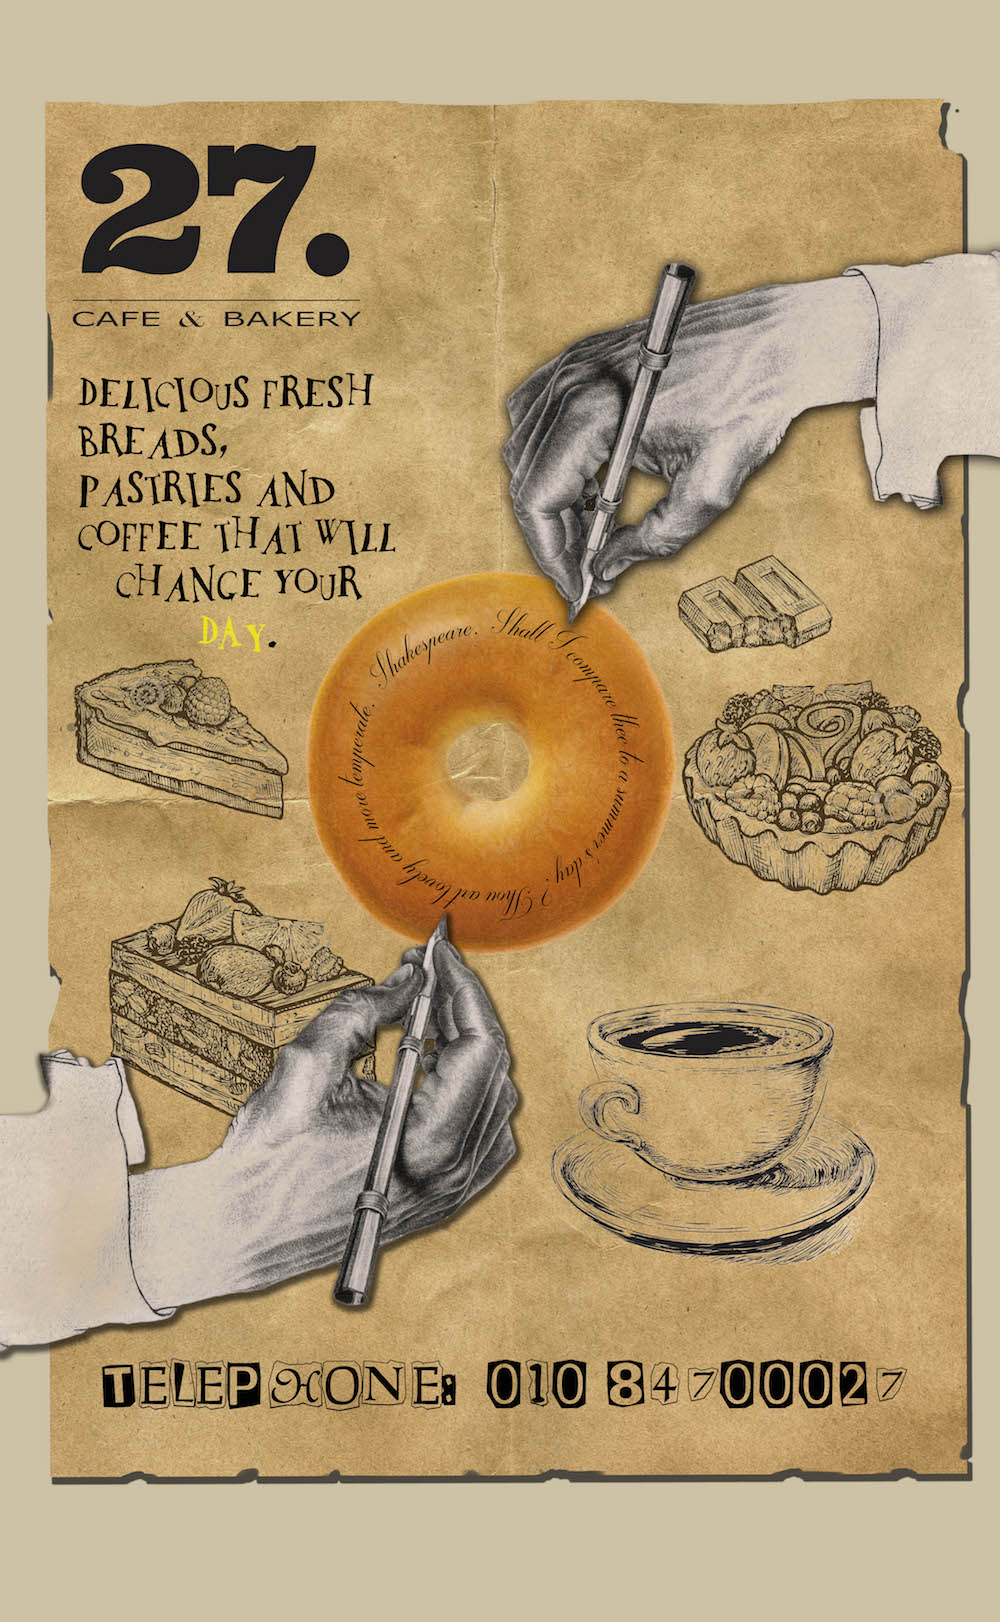 27.
CAFE & BAKERY
DELICIOUS FRESH
BREADS,
PASTRIES AND
COFFEE THAT WILL
CHANGE YOUR
DAY.
Shall I compare thee to a summer's day? Thou art lovely and more temperate. Shakespeare.
TELEPHONE: 010 84700027